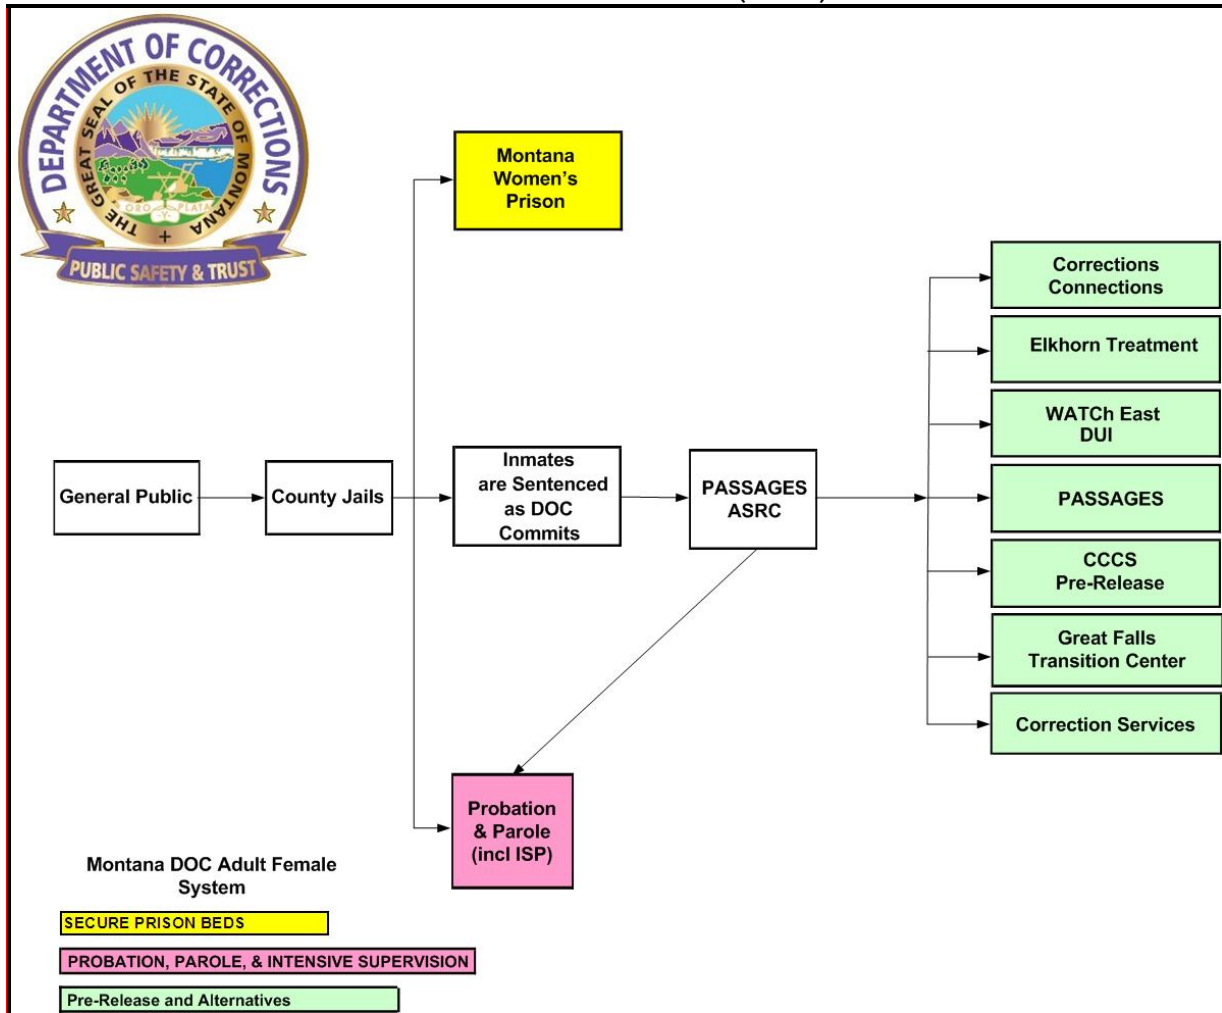 DEPARTMENT OF CORRECTIONS
THE GREAT SEAL OF THE STATE OF MONTANA
ORO Y PLATA
PUBLIC SAFETY & TRUST
Montana
Women's
Prison
Corrections
Connections
Elkhorn Treatment
WATCh East
DUI
General Public
County Jails
Inmates
are Sentenced
as DOC
Commits
PASSAGES
ASRC
PASSAGES
CCCS
Pre-Release
Great Falls
Transition Center
Correction Services
Probation
& Parole
(incl ISP)
Montana DOC Adult Female
System
SECURE PRISON BEDS
PROBATION, PAROLE, & INTENSIVE SUPERVISION
Pre-Release and Alternatives